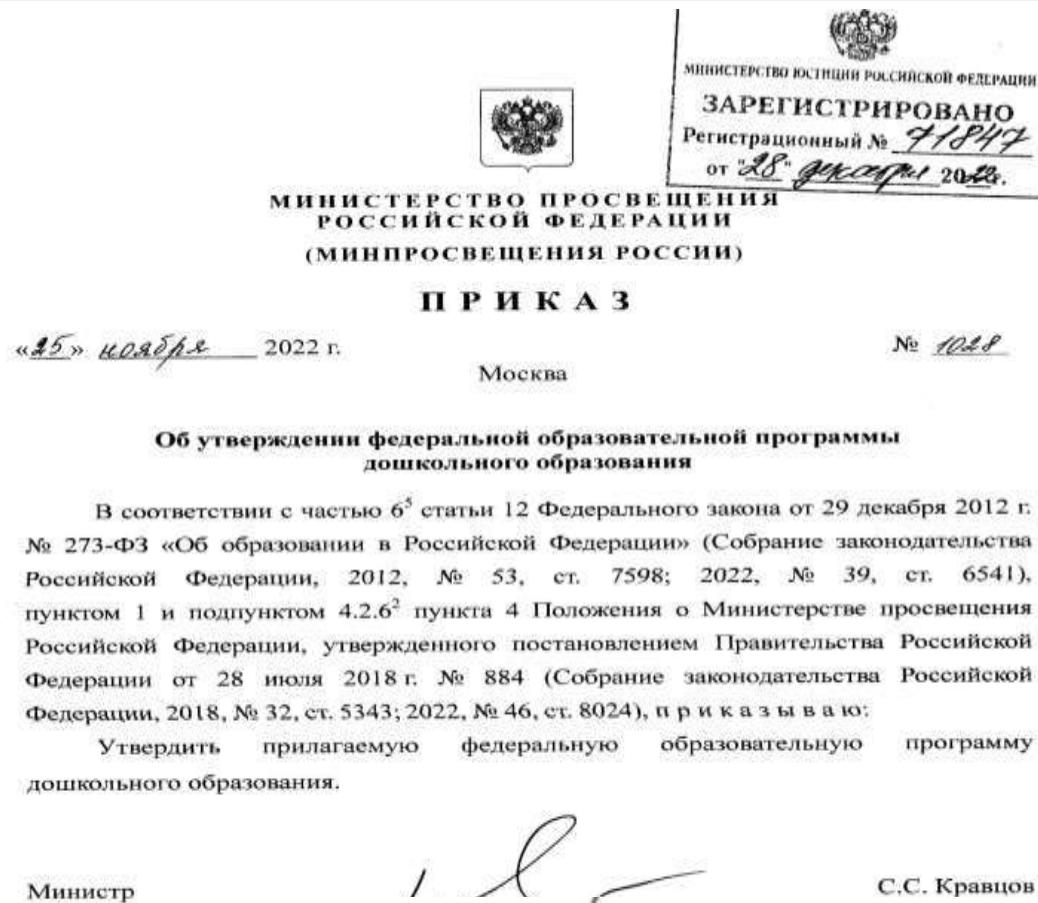 МИНИСТЕРСТВО ЮСТИЦИИ РОССИЙСКОЙ ФЕДЕРАЦИИ
ЗАРЕГИСТРИРОВАНО
Регистрационный № 71847
от "28" декабря 2022г.
МИНИСТЕРСТВО ПРОСВЕЩЕНИЯ
РОССИЙСКОЙ ФЕДЕРАЦИИ
(МИНПРОСВЕЩЕНИЯ РОССИИ)
П Р И К А З
«25» ноября 2022 г. № 1028
Москва
Об утверждении федеральной образовательной программы
дошкольного образования
В соответствии с частью 6⁵ статьи 12 Федерального закона от 29 декабря 2012 г.
№ 273-ФЗ «Об образовании в Российской Федерации» (Собрание законодательства
Российской Федерации, 2012, № 53, ст. 7598; 2022, № 39, ст. 6541),
пунктом 1 и подпунктом 4.2.6² пункта 4 Положения о Министерстве просвещения
Российской Федерации, утвержденного постановлением Правительства Российской
Федерации от 28 июля 2018 г. № 884 (Собрание законодательства Российской
Федерации, 2018, № 32, ст. 5343; 2022, № 46, ст. 8024), п р и к а з ы в а ю:
Утвердить прилагаемую федеральную образовательную программу
дошкольного образования.
Министр С.С. Кравцов